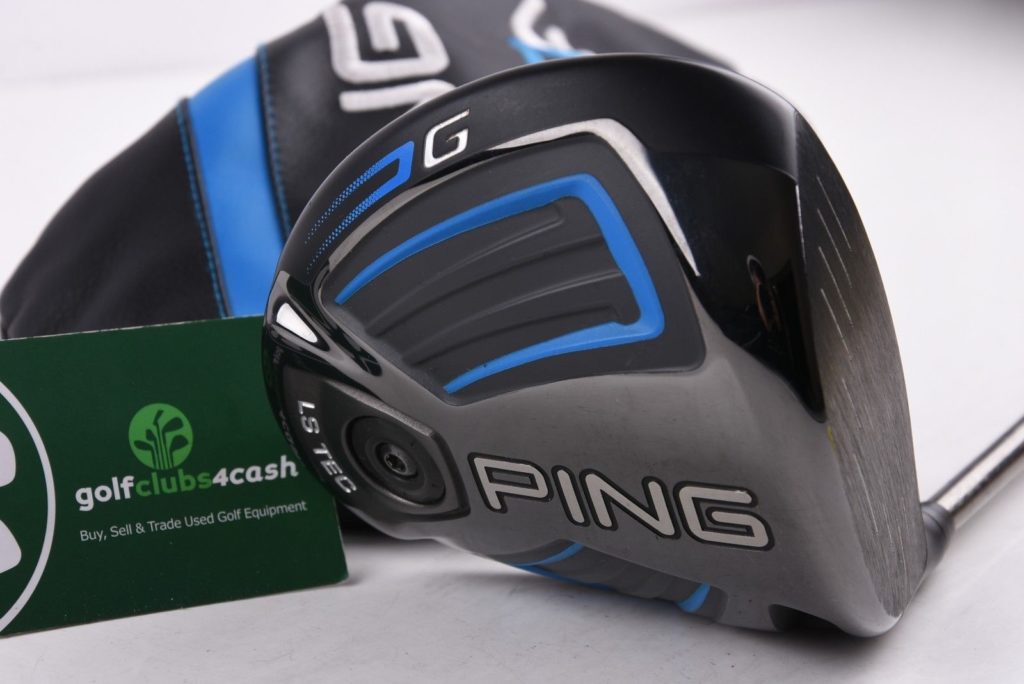 G
G
LS TEC
PING
golfclubs4cash
Buy, Sell & Trade Used Golf Equipment